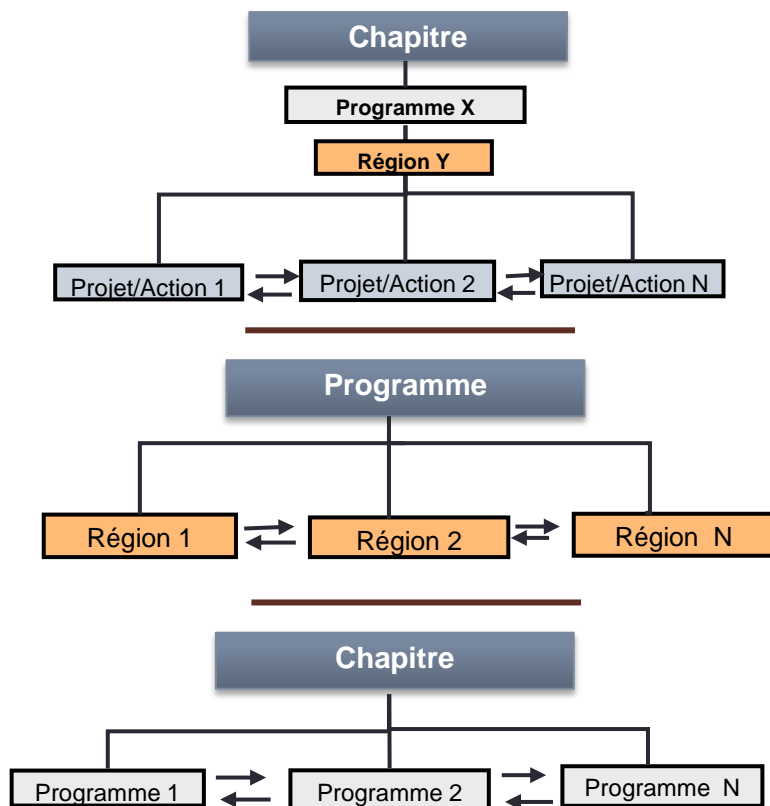 Chapitre
Programme X
Région Y
Projet/Action 1
Projet/Action 2
Projet/Action N
Programme
Région 1
Région 2
Région N
Chapitre
Programme 1
Programme 2
Programme N